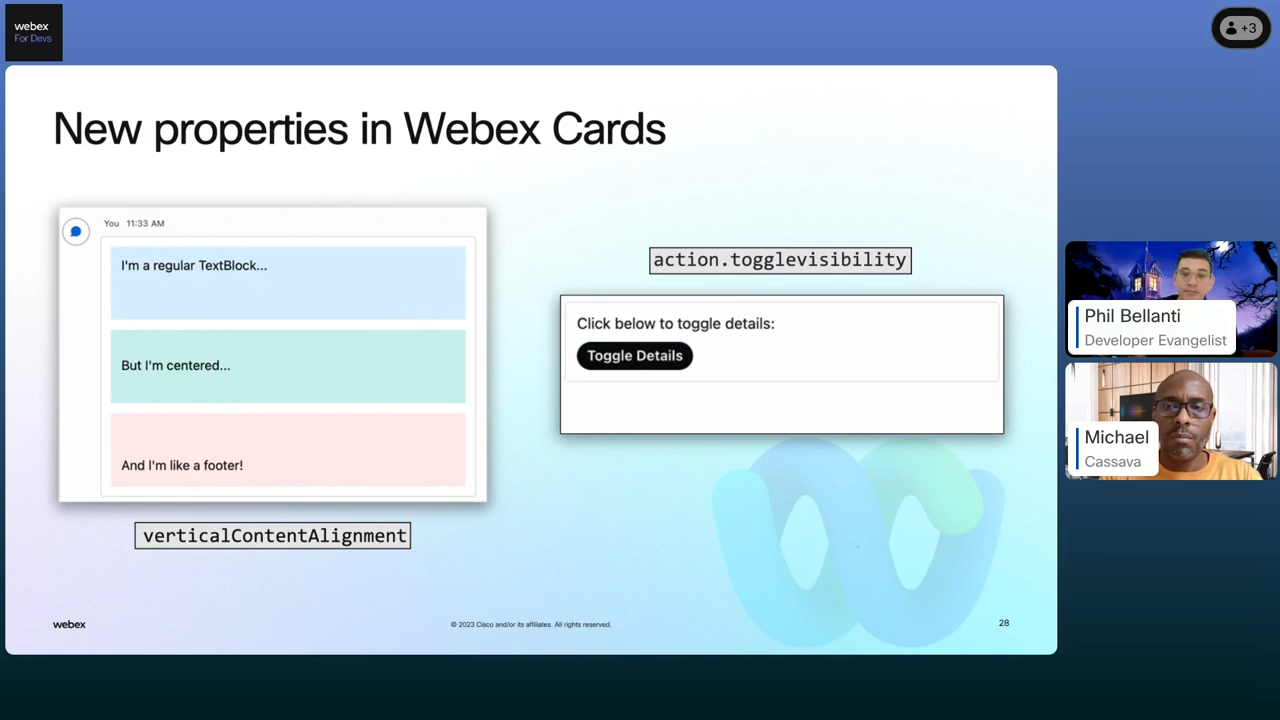 webex
For Devs
+3
New properties in Webex Cards
You 11:33 AM
I'm a regular TextBlock...
But I'm centered...
And I'm like a footer!
verticalContentAlignment
action.togglevisibility
Click below to toggle details:
Toggle Details
Phil Bellanti
Developer Evangelist
Michael
Cassava
webex
© 2023 Cisco and/or its affiliates. All rights reserved.
28